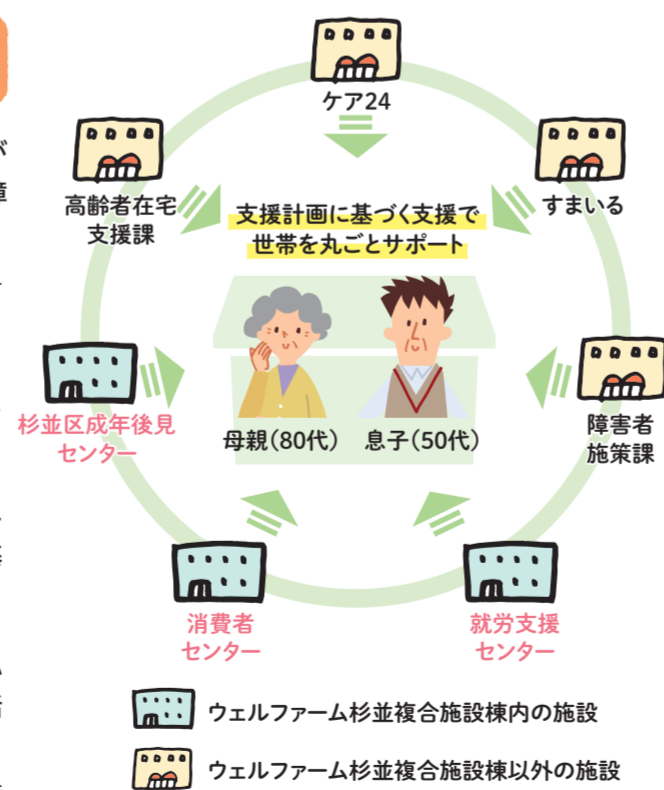 ケア24
高齢者在宅
支援課
すまいる
支援計画に基づく支援で
世帯を丸ごとサポート
杉並区成年後見
センター
母親(80代)
息子(50代)
障害者
施策課
消費者
センター
就労支援
センター
ウェルファーム杉並複合施設棟内の施設
ウェルファーム杉並複合施設棟以外の施設